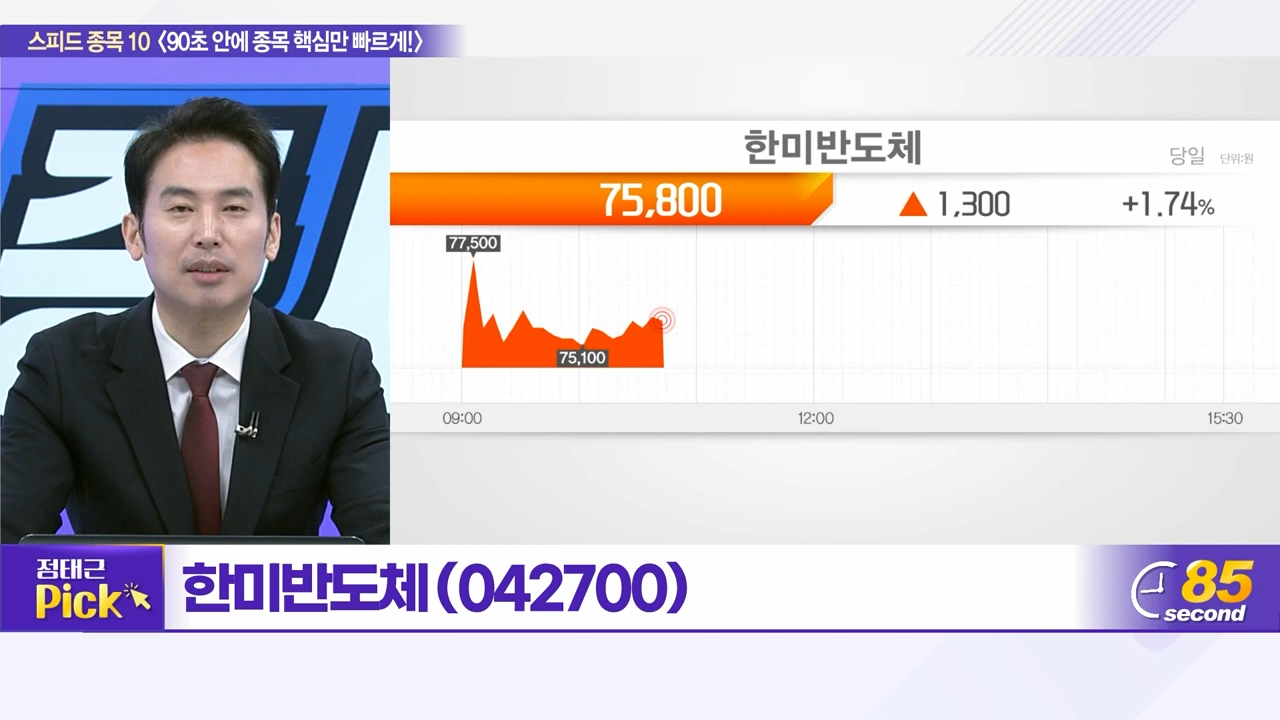 스피드 종목 10 〈90초 안에 종목 핵심만 빠르게!〉
한미반도체
당일 단위:원
75,800 ▲ 1,300 +1.74%
77,500
75,100
09:00 12:00 15:30
정태근
Pick
한미반도체(042700)
85
second